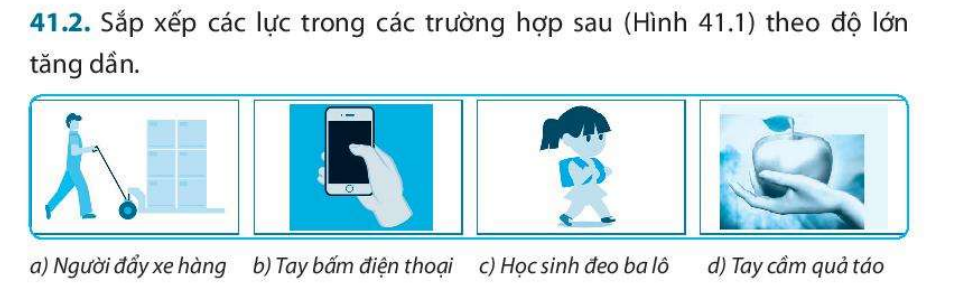 41.2. Sắp xếp các lực trong các trường hợp sau (Hình 41.1) theo độ lớn
tăng dần.
a) Người đẩy xe hàng b) Tay bấm điện thoại c) Học sinh đeo ba lô d) Tay cầm quả táo